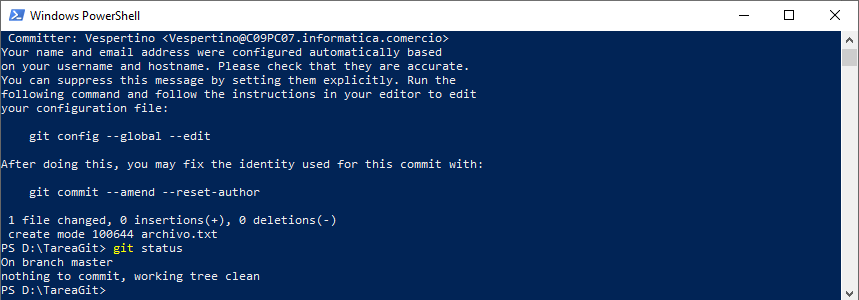 Windows PowerShell
Committer: Vespertino <Vespertino@C09PC07.informatica.comercio>
Your name and email address were configured automatically based
on your username and hostname. Please check that they are accurate.
You can suppress this message by setting them explicitly. Run the
following command and follow the instructions in your editor to edit
your configuration file:
git config --global --edit
After doing this, you may fix the identity used for this commit with:
git commit --amend --reset-author
1 file changed, 0 insertions(+), 0 deletions(-)
create mode 100644 archivo.txt
PS D:\TareaGit> git status
On branch master
nothing to commit, working tree clean
PS D:\TareaGit>